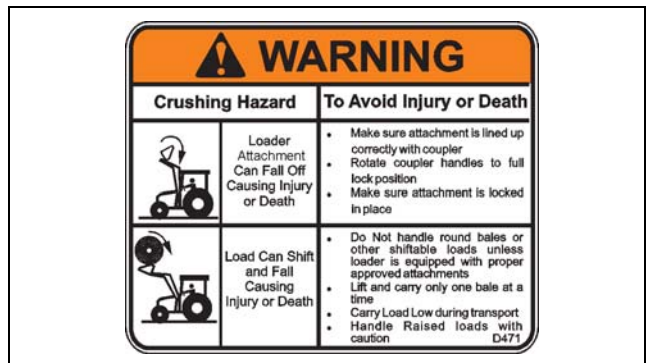 WARNING
Crushing Hazard
To Avoid Injury or Death
Loader
Attachment
Can Fall Off
Causing Injury
or Death
• Make sure attachment is lined up
correctly with coupler
• Rotate coupler handles to full
lock position
• Make sure attachment is locked
in place
Load Can Shift
and Fall
Causing
Injury or Death
• Do Not handle round bales or
other shiftable loads unless
loader is equipped with proper
approved attachments
• Lift and carry only one bale at a
time
• Carry Load Low during transport
• Handle Raised loads with
caution D471